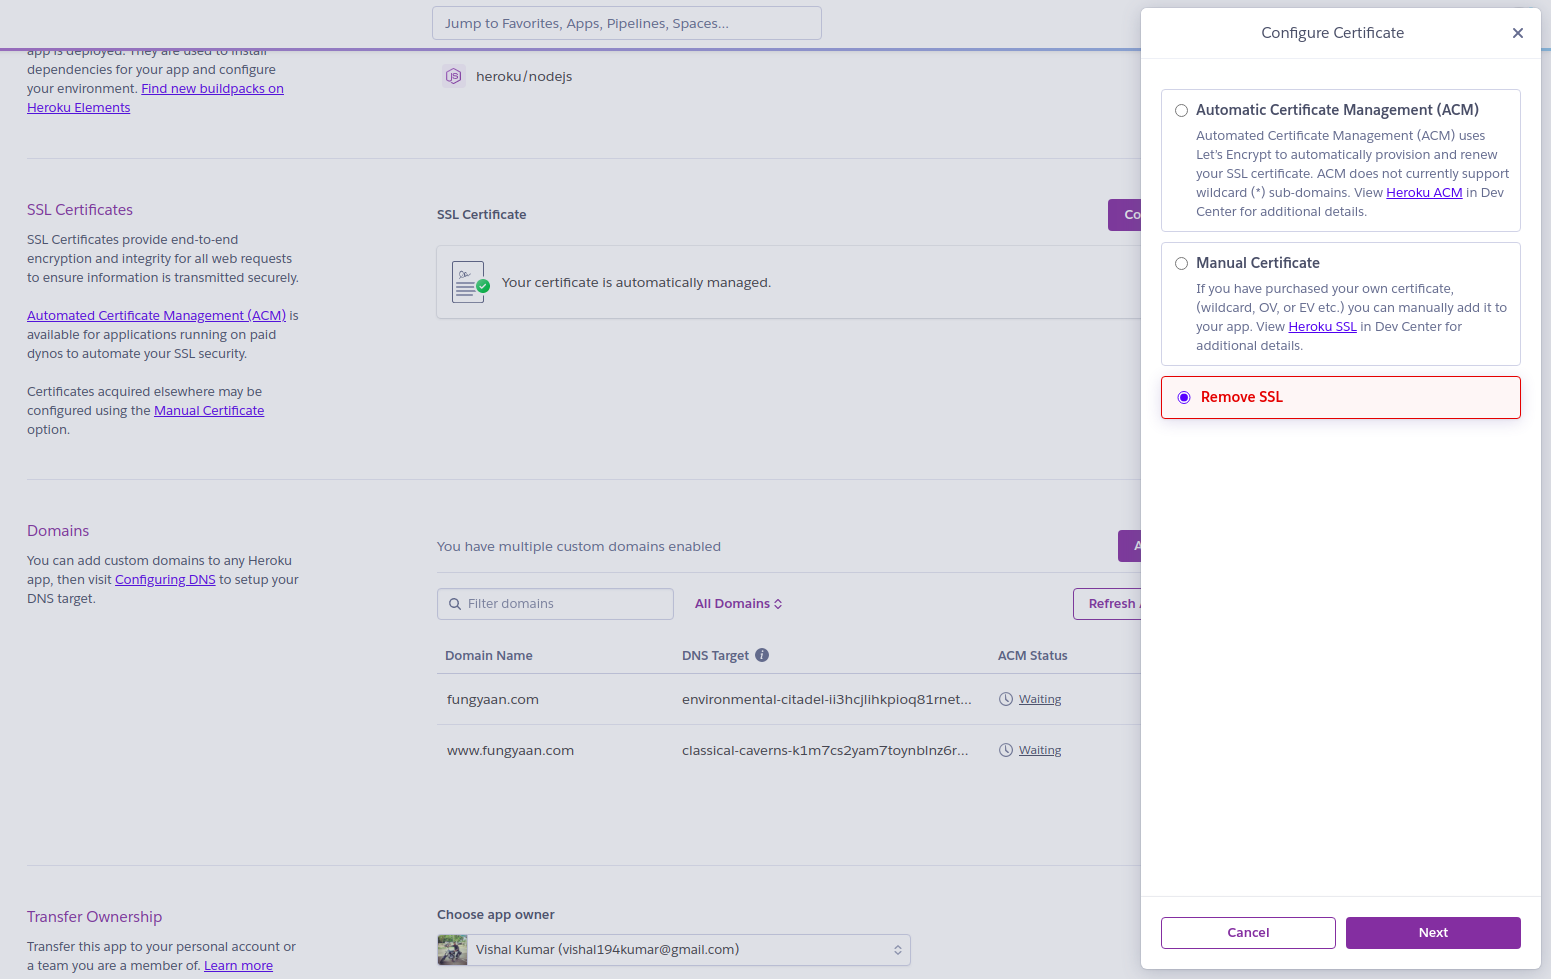 Jump to Favorites, Apps, Pipelines, Spaces...
app is deployed. They are used to install
dependencies for your app and configure
your environment. Find new buildpacks on
Heroku Elements
heroku/nodejs
SSL Certificates
SSL Certificates provide end-to-end
encryption and integrity for all web requests
to ensure information is transmitted securely.
Automated Certificate Management (ACM) is
available for applications running on paid
dynos to automate your SSL security.
Certificates acquired elsewhere may be
configured using the Manual Certificate
option.
SSL Certificate
Co
Your certificate is automatically managed.
Domains
You can add custom domains to any Heroku
app, then visit Configuring DNS to setup your
DNS target.
You have multiple custom domains enabled
A
Filter domains
All Domains
Refresh
Domain Name
DNS Target
ACM Status
fungyaan.com
environmental-citadel-ii3hcjlihkpioq81rnet...
Waiting
www.fungyaan.com
classical-caverns-k1m7cs2yam7toynblnz6r...
Waiting
Transfer Ownership
Transfer this app to your personal account or
a team you are a member of. Learn more
Choose app owner
Vishal Kumar (vishal194kumar@gmail.com)
Configure Certificate
Automatic Certificate Management (ACM)
Automated Certificate Management (ACM) uses
Let's Encrypt to automatically provision and renew
your SSL certificate. ACM does not currently support
wildcard (*) sub-domains. View Heroku ACM in Dev
Center for additional details.
Manual Certificate
If you have purchased your own certificate,
(wildcard, OV, or EV etc.) you can manually add it to
your app. View Heroku SSL in Dev Center for
additional details.
Remove SSL
Cancel
Next